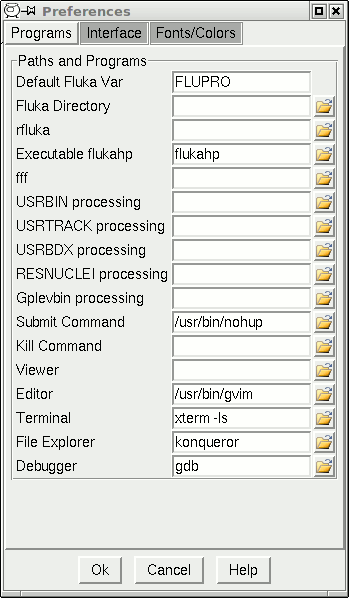 Preferences
Programs Interface Fonts/Colors
Paths and Programs
Default Fluka Var FLUPRO
Fluka Directory
rfluka
Executable flukahp flukahp
fff
USRBIN processing
USRTRACK processing
USRBDX processing
RESNUCLEI processing
Gplevbin processing
Submit Command /usr/bin/nohup
Kill Command
Viewer
Editor /usr/bin/gvim
Terminal xterm -ls
File Explorer konqueror
Debugger gdb
Ok Cancel Help